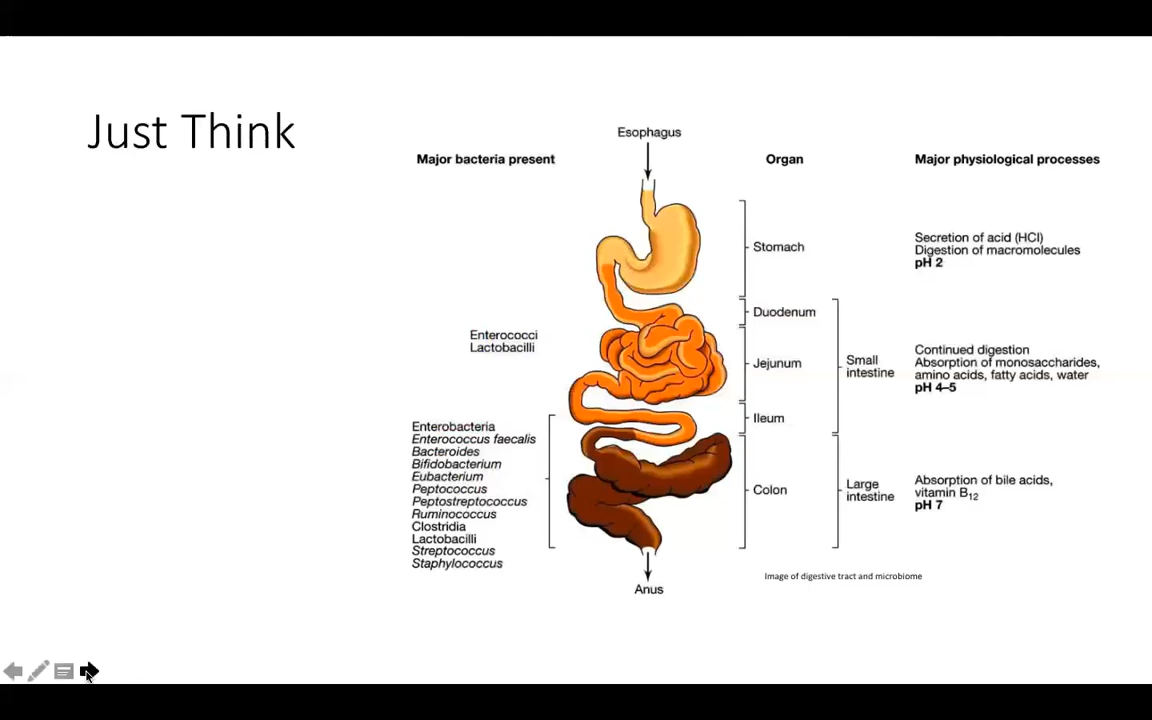 Just Think
Esophagus
Major bacteria present
Organ
Major physiological processes
Stomach
Secretion of acid (HCl)
Digestion of macromolecules
pH 2
Duodenum
Enterococci
Lactobacilli
Jejunum
Small
intestine
Continued digestion
Absorption of monosaccharides,
amino acids, fatty acids, water
pH 4–5
Ileum
Enterobacteria
Enterococcus faecalis
Bacteroides
Bifidobacterium
Eubacterium
Peptococcus
Peptostreptococcus
Ruminococcus
Clostridia
Lactobacilli
Streptococcus
Staphylococcus
Colon
Large
intestine
Absorption of bile acids,
vitamin B₁₂
pH 7
Image of digestive tract and microbiome
Anus